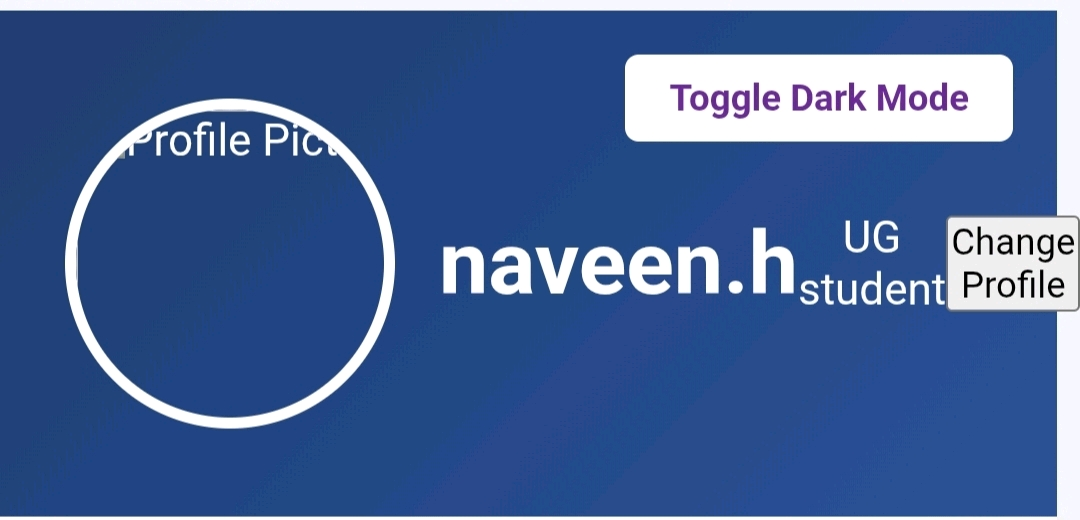 Toggle Dark Mode
Profile Pict
naveen.h
UG
student
Change
Profile